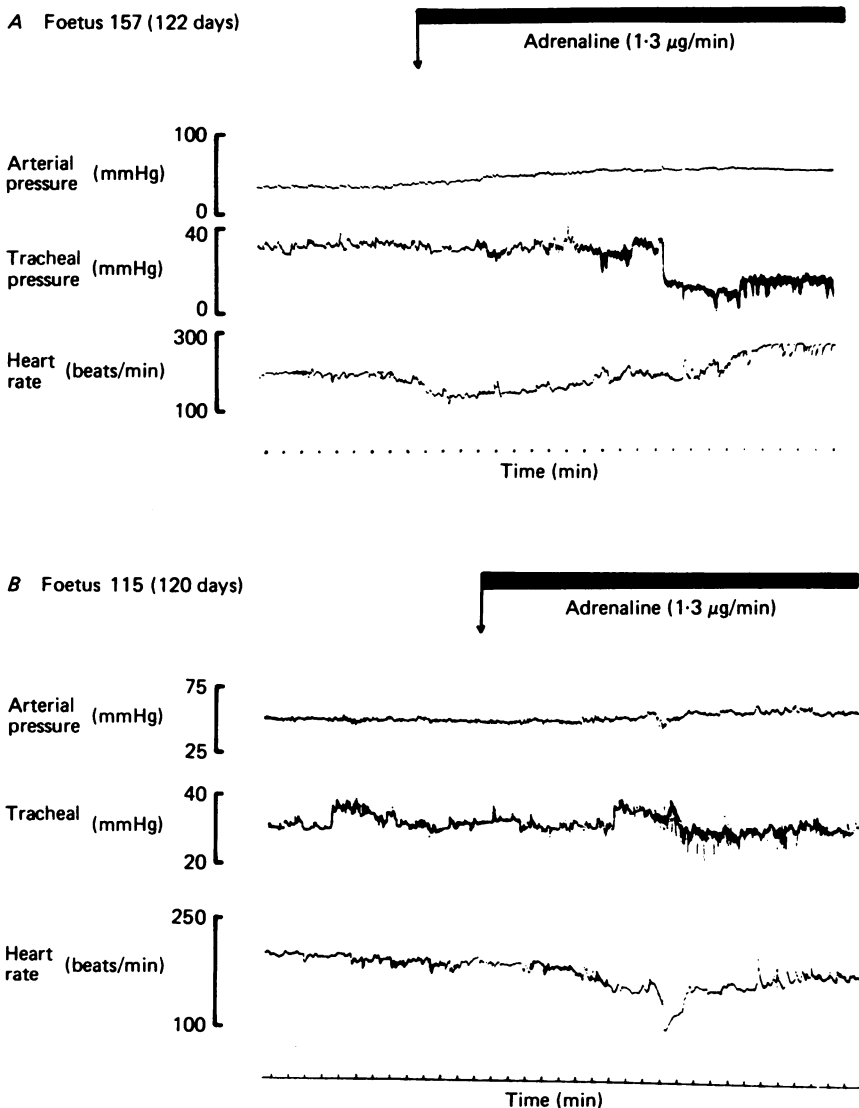 A Foetus 157 (122 days)
Adrenaline (1·3 μg/min)
100
Arterial
pressure (mmHg)
0
40
Tracheal
pressure (mmHg)
0
300
Heart
rate (beats/min)
100
Time (min)
B Foetus 115 (120 days)
Adrenaline (1·3 μg/min)
75
Arterial
pressure (mmHg)
25
40
Tracheal (mmHg)
20
250
Heart
rate (beats/min)
100
Time (min)